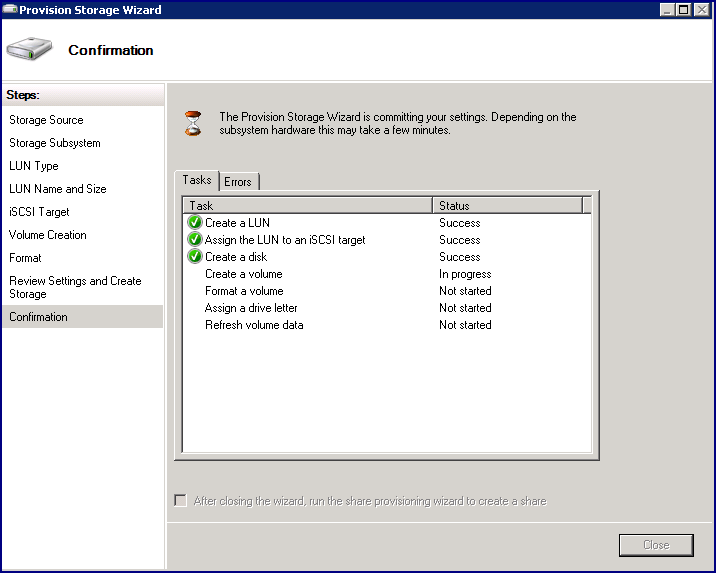 Provision Storage Wizard
Confirmation
Steps:
Storage Source
Storage Subsystem
LUN Type
LUN Name and Size
iSCSI Target
Volume Creation
Format
Review Settings and Create
Storage
Confirmation
The Provision Storage Wizard is committing your settings. Depending on the
subsystem hardware this may take a few minutes.
Tasks Errors
Task Status
Create a LUN Success
Assign the LUN to an iSCSI target Success
Create a disk Success
Create a volume In progress
Format a volume Not started
Assign a drive letter Not started
Refresh volume data Not started
After closing the wizard, run the share provisioning wizard to create a share
Close